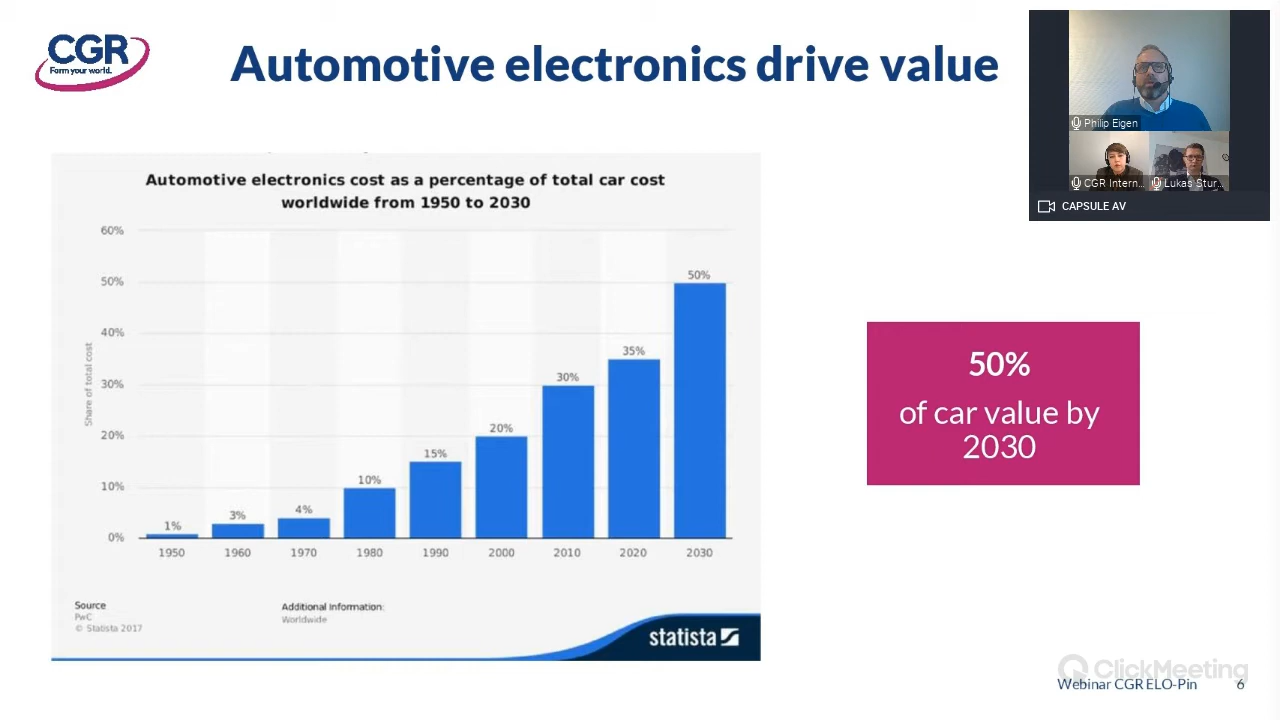 CGR
Form your world.
Automotive electronics drive value
Philip Eigen
CGR Intern...
Lukas Stur...
CAPSULE AV
Automotive electronics cost as a percentage of total car cost
worldwide from 1950 to 2030
60%
50%
40%
30%
20%
10%
0%
Share of total cost
1%
3%
4%
10%
15%
20%
30%
35%
50%
1950
1960
1970
1980
1990
2000
2010
2020
2030
Source
PwC
© Statista 2017
Additional Information:
Worldwide
statista
50%
of car value by
2030
ClickMeeting
Webinar CGR ELO-Pin
6